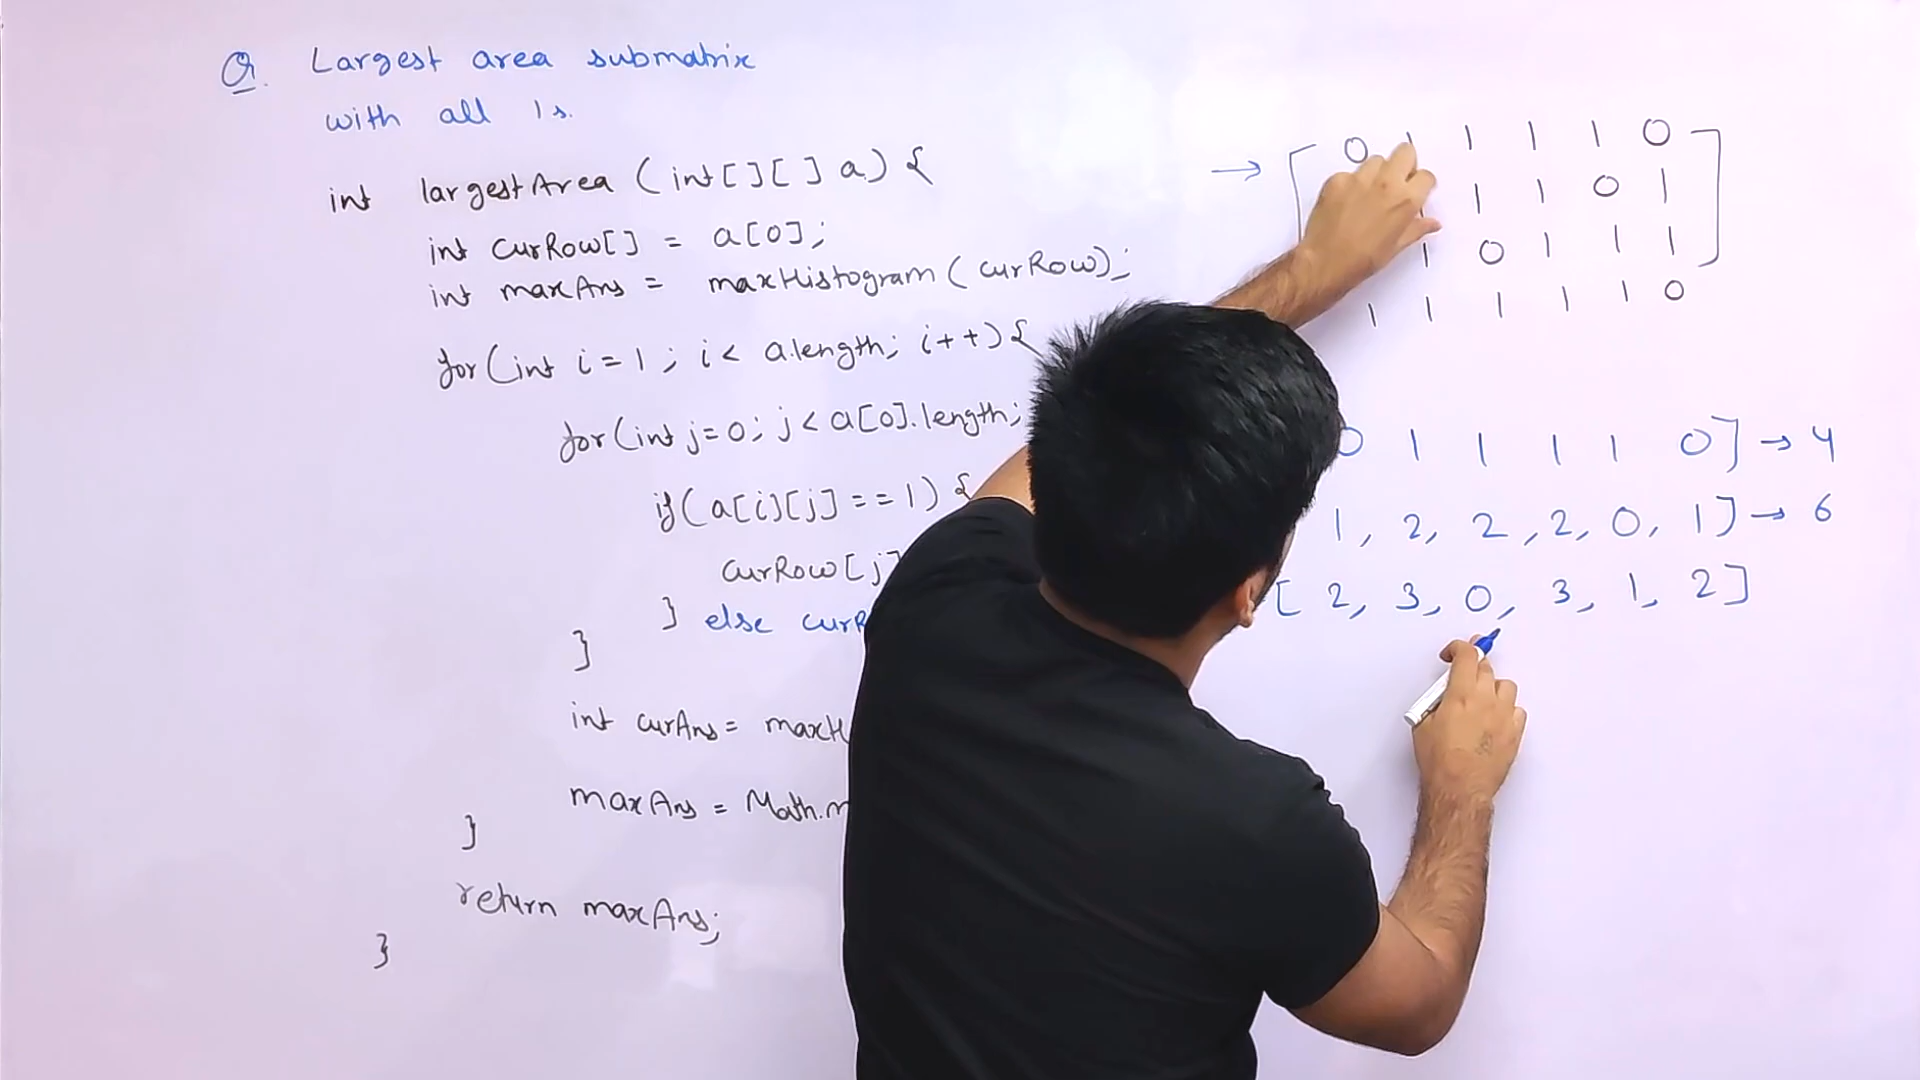 Q. Largest area submatrix
with all 1s.
int largestArea (int[][] a) {
int curRow[] = a[0];
int maxAns = maxHistogram (curRow);
for (int i=1; i< a.length; i++) {
for (int j=0; j< a[0].length;
if (a[i][j] == 1) {
curRow[j]
} else curR
}
int curAns = maxH
maxAns = Math.m
}
return maxAns;
}
→ [ 0 1 1 1 1 0 ]
1 1 0 1
1 0 1 1 1
1 1 1 1 1 0
0 1 1 1 1 0] → 4
1, 2, 2, 2, 0, 1] → 6
[ 2, 3, 0, 3, 1, 2 ]